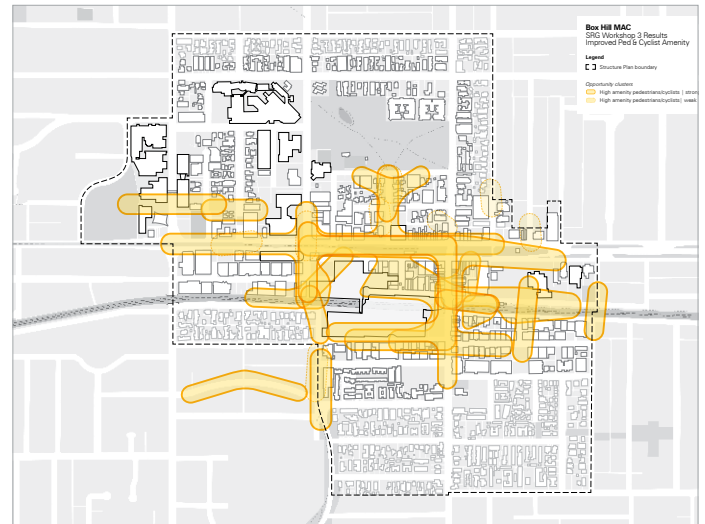 Box Hill MAC
SRG Workshop 3 Results
Improved Ped & Cyclist Amenity
Legend
Structure Plan boundary
Opportunity clusters
High amenity pedestrians/cyclists | stron
High amenity pedestrians/cyclists | weak